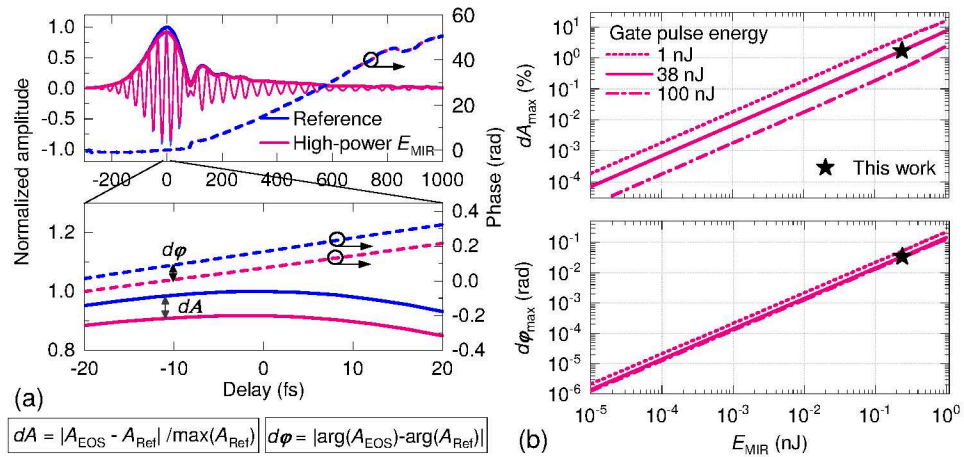 1.0
0.5
0.0
-0.5
-1.0
Normalized amplitude
60
40
20
0
Phase (rad)
Reference
High-power E_MIR
-200 0 200 400 600 800 1000
1.2
1.0
0.8
0.4
0.2
0.0
-0.2
-0.4
dφ
dA
-20 -10 0 10 20
Delay (fs)
(a)
dA = |A_EOS - A_Ref| /max(A_Ref)
dφ = |arg(A_EOS)-arg(A_Ref)|
10^1
10^0
10^-1
10^-2
10^-3
10^-4
dA_max (%)
Gate pulse energy
1 nJ
38 nJ
100 nJ
This work
10^-1
10^-2
10^-3
10^-4
10^-5
10^-6
dφ_max (rad)
10^-5 10^-4 10^-3 10^-2 10^-1 10^0
E_MIR (nJ)
(b)